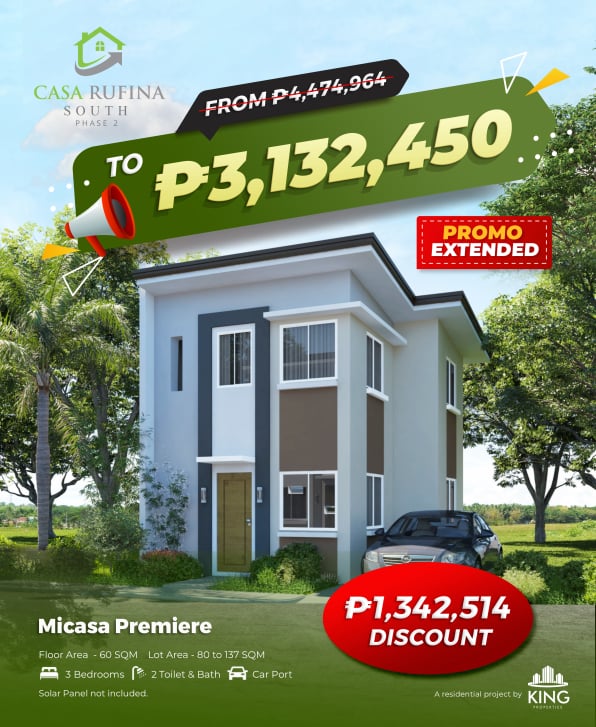 CASA RUFINA
SOUTH
PHASE 2
FROM ₱4,474,964
TO ₱3,132,450
PROMO
EXTENDED
₱1,342,514
DISCOUNT
Micasa Premiere
Floor Area - 60 SQM Lot Area - 80 to 137 SQM
3 Bedrooms 2 Toilet & Bath Car Port
Solar Panel not included.
A residential project by
KING
PROPERTIES